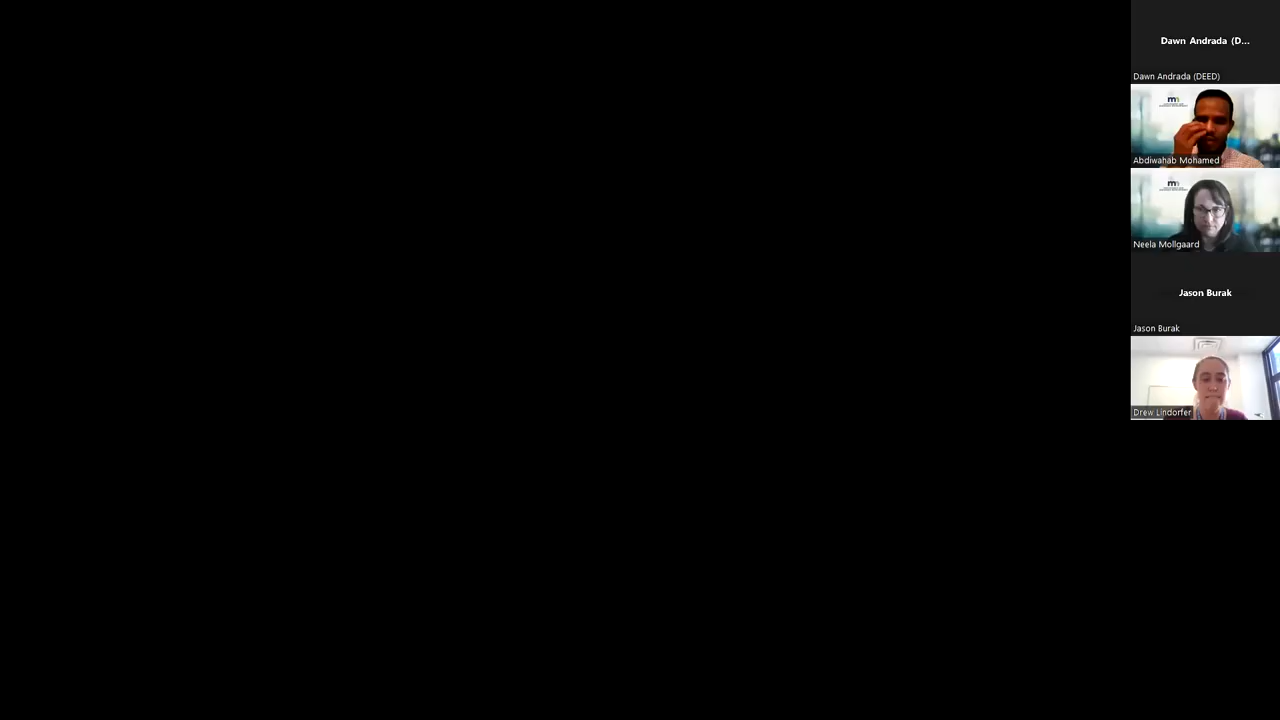 Dawn Andrada (D...
Dawn Andrada (DEED)
Abdiwahab Mohamed
Neela Mollgaard
Jason Burak
Jason Burak
Drew Lindorfer